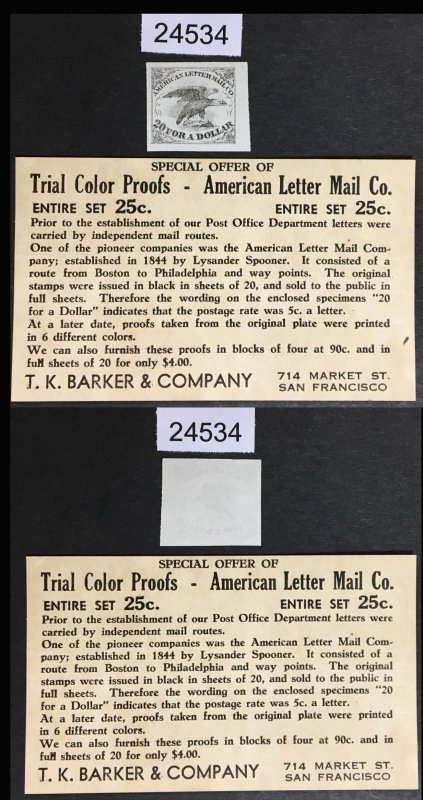 24534
AMERICAN LETTER MAIL CO.
20 FOR A DOLLAR
SPECIAL OFFER OF
Trial Color Proofs - American Letter Mail Co.
ENTIRE SET 25c. ENTIRE SET 25c.
Prior to the establishment of our Post Office Department letters were
carried by independent mail routes.
One of the pioneer companies was the American Letter Mail Com-
pany; established in 1844 by Lysander Spooner. It consisted of a
route from Boston to Philadelphia and way points. The original
stamps were issued in black in sheets of 20, and sold to the public in
full sheets. Therefore the wording on the enclosed specimens "20
for a Dollar" indicates that the postage rate was 5c. a letter.
At a later date, proofs taken from the original plate were printed
in 6 different colors.
We can also furnish these proofs in blocks of four at 90c. and in
full sheets of 20 for only $4.00.
T. K. BARKER & COMPANY 714 MARKET ST.
SAN FRANCISCO
24534
SPECIAL OFFER OF
Trial Color Proofs - American Letter Mail Co.
ENTIRE SET 25c. ENTIRE SET 25c.
Prior to the establishment of our Post Office Department letters were
carried by independent mail routes.
One of the pioneer companies was the American Letter Mail Com-
pany; established in 1844 by Lysander Spooner. It consisted of a
route from Boston to Philadelphia and way points. The original
stamps were issued in black in sheets of 20, and sold to the public in
full sheets. Therefore the wording on the enclosed specimens "20
for a Dollar" indicates that the postage rate was 5c. a letter.
At a later date, proofs taken from the original plate were printed
in 6 different colors.
We can also furnish these proofs in blocks of four at 90c. and in
full sheets of 20 for only $4.00.
T. K. BARKER & COMPANY 714 MARKET ST.
SAN FRANCISCO